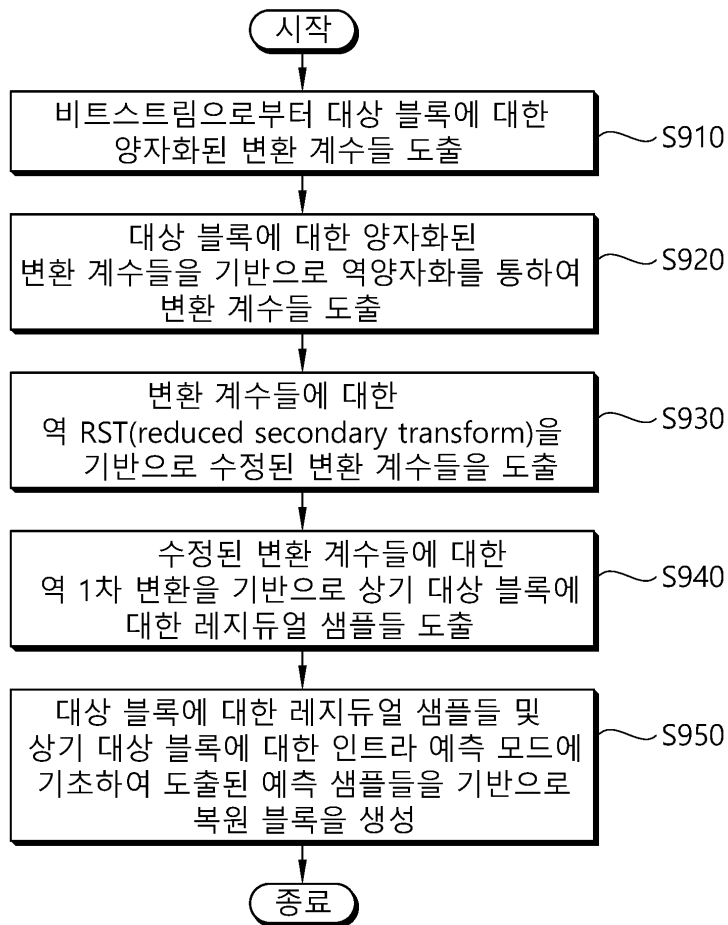 시작
비트스트림으로부터 대상 블록에 대한
양자화된 변환 계수들 도출
S910
대상 블록에 대한 양자화된
변환 계수들을 기반으로 역양자화를 통하여
변환 계수들 도출
S920
변환 계수들에 대한
역 RST(reduced secondary transform)을
기반으로 수정된 변환 계수들을 도출
S930
수정된 변환 계수들에 대한
역 1차 변환을 기반으로 상기 대상 블록에
대한 레지듀얼 샘플들 도출
S940
대상 블록에 대한 레지듀얼 샘플들 및
상기 대상 블록에 대한 인트라 예측 모드에
기초하여 도출된 예측 샘플들을 기반으로
복원 블록을 생성
S950
종료